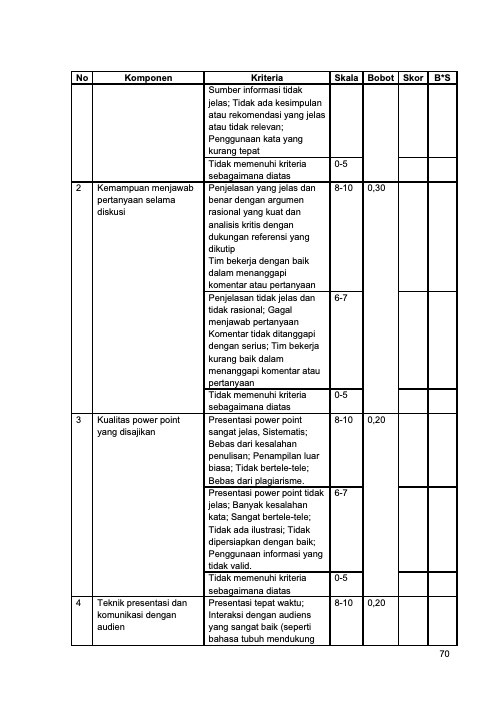 No Komponen Kriteria Skala Bobot Skor B*S
Sumber informasi tidak
jelas; Tidak ada kesimpulan
atau rekomendasi yang jelas
atau tidak relevan;
Penggunaan kata yang
kurang tepat
Tidak memenuhi kriteria 0-5
sebagaimana diatas
2 Kemampuan menjawab Penjelasan yang jelas dan 8-10 0,30
pertanyaan selama benar dengan argumen
diskusi rasional yang kuat dan
analisis kritis dengan
dukungan referensi yang
dikutip
Tim bekerja dengan baik
dalam menanggapi
komentar atau pertanyaan
Penjelasan tidak jelas dan 6-7
tidak rasional; Gagal
menjawab pertanyaan
Komentar tidak ditanggapi
dengan serius; Tim bekerja
kurang baik dalam
menanggapi komentar atau
pertanyaan
Tidak memenuhi kriteria 0-5
sebagaimana diatas
3 Kualitas power point Presentasi power point 8-10 0,20
yang disajikan sangat jelas, Sistematis;
Bebas dari kesalahan
penulisan; Penampilan luar
biasa; Tidak bertele-tele;
Bebas dari plagiarisme.
Presentasi power point tidak 6-7
jelas; Banyak kesalahan
kata; Sangat bertele-tele;
Tidak ada ilustrasi; Tidak
dipersiapkan dengan baik;
Penggunaan informasi yang
tidak valid.
Tidak memenuhi kriteria 0-5
sebagaimana diatas
4 Teknik presentasi dan Presentasi tepat waktu; 8-10 0,20
komunikasi dengan Interaksi dengan audiens
audien yang sangat baik (seperti
bahasa tubuh mendukung
70